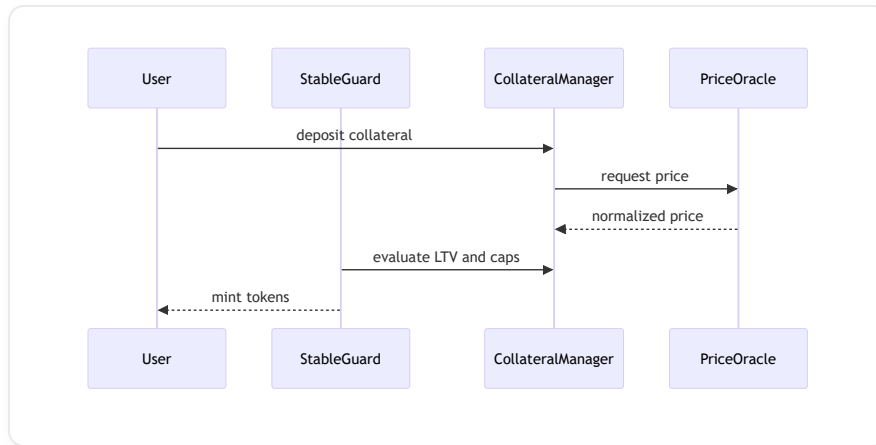 User StableGuard CollateralManager PriceOracle
deposit collateral
request price
normalized price
evaluate LTV and caps
mint tokens
User StableGuard CollateralManager PriceOracle